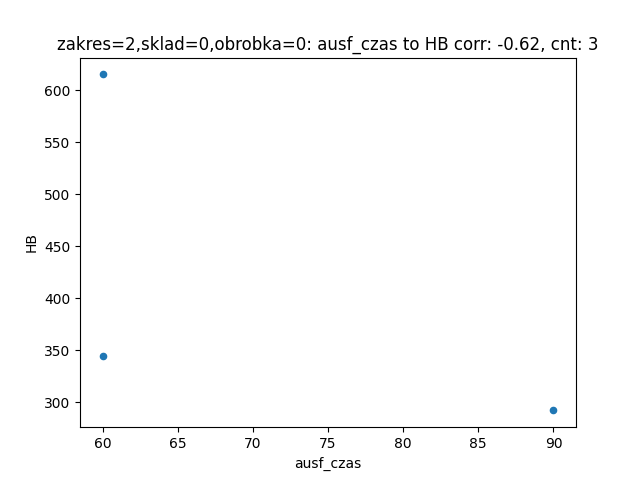 zakres=2,sklad=0,obrobka=0: ausf_czas to HB corr: -0.62, cnt: 3
600
550
500
450
400
350
300
HB
60 65 70 75 80 85 90
ausf_czas